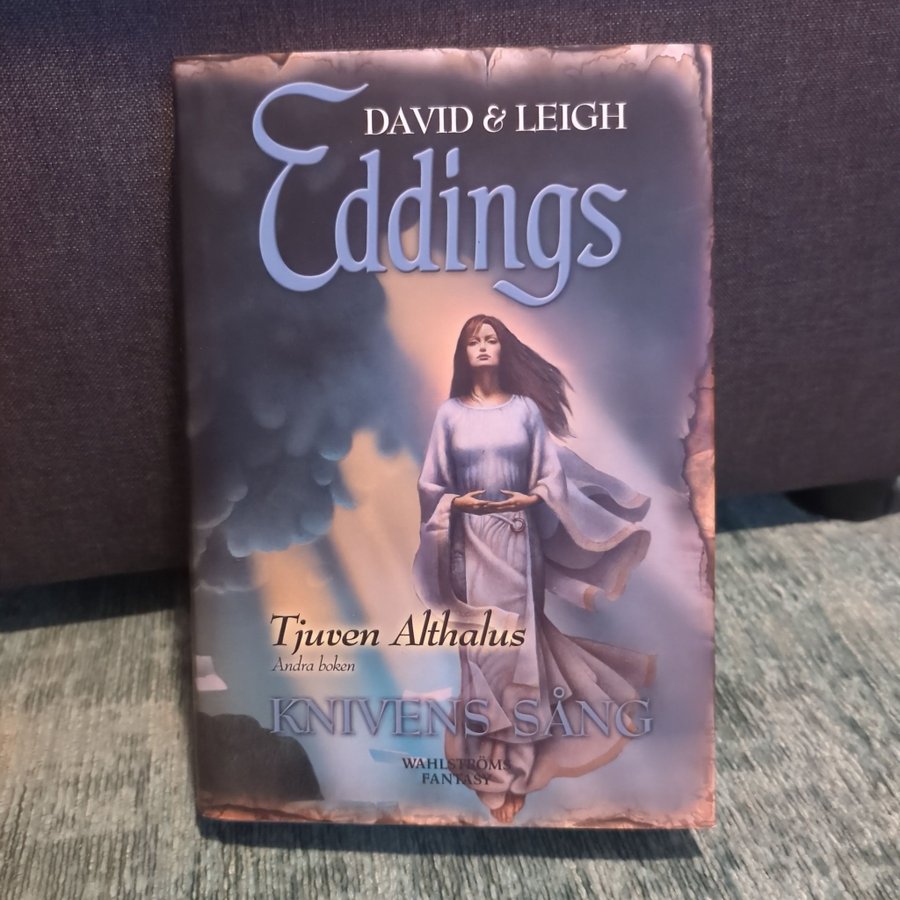 DAVID & LEIGH
Eddings
Tjuven Althalus
Andra boken
KNIVENS SÅNG
WAHLSTRÖMS
FANTASY